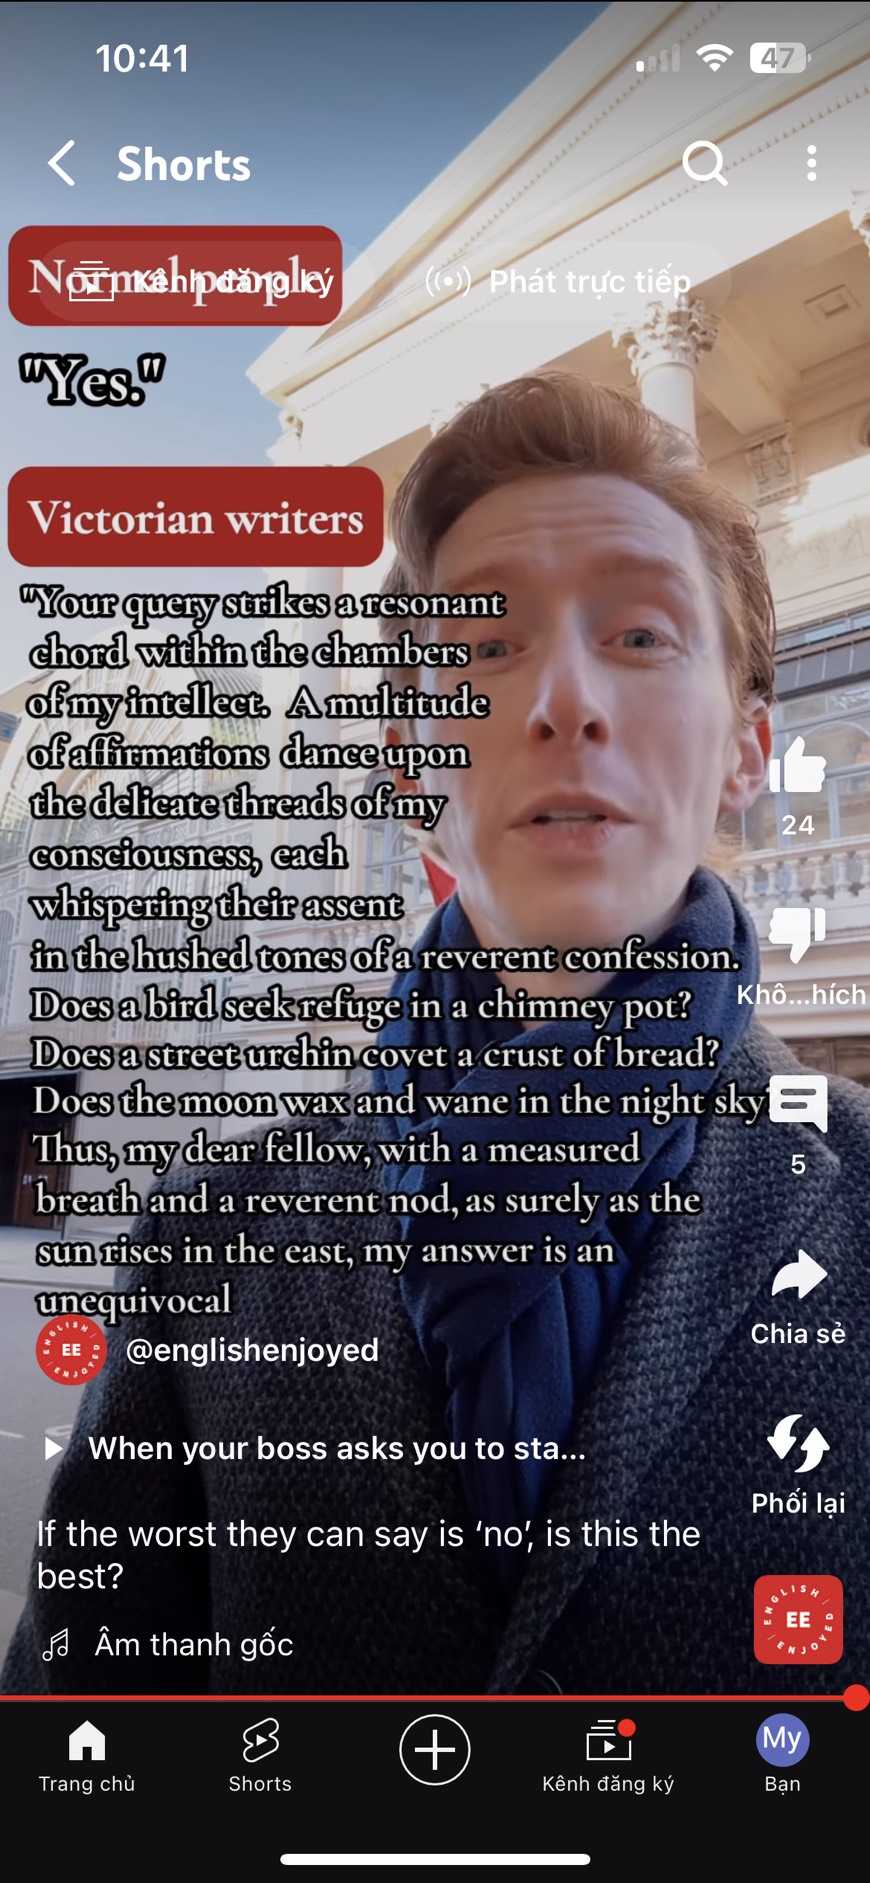 10:41
47
Shorts
Normal people
Kênh đăng ký
Phát trực tiếp
"Yes."
Victorian writers
"Your query strikes a resonant
chord within the chambers
of my intellect. A multitude
of affirmations dance upon
the delicate threads of my
consciousness, each
whispering their assent
in the hushed tones of a reverent confession.
Does a bird seek refuge in a chimney pot?
Does a street urchin covet a crust of bread?
Does the moon wax and wane in the night sky?
Thus, my dear fellow, with a measured
breath and a reverent nod, as surely as the
sun rises in the east, my answer is an
unequivocal
24
Khô...hích
5
Chia sẻ
Phối lại
ENGLISH
EE
ENJOYED
@englishenjoyed
When your boss asks you to sta...
If the worst they can say is ‘no’, is this the
best?
Âm thanh gốc
ENGLISH
EE
ENJOYED
Trang chủ
Shorts
Kênh đăng ký
My
Bạn